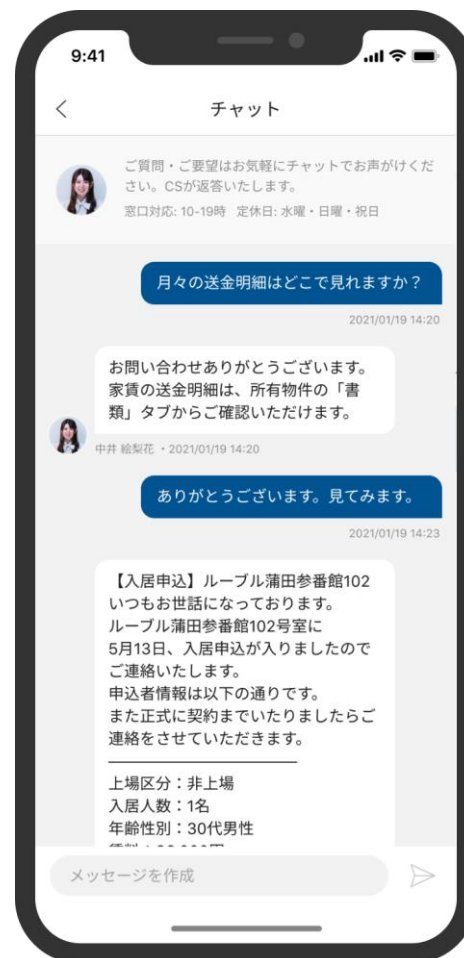 9:41
チャット
ご質問・ご要望はお気軽にチャットでお声がけくだ
さい。CSが返答いたします。
窓口対応: 10-19時 定休日: 水曜・日曜・祝日
月々の送金明細はどこで見れますか？
2021/01/19 14:20
お問い合わせありがとうございます。
家賃の送金明細は、所有物件の「書
類」タブからご確認いただけます。
中井 絵梨花 ・2021/01/19 14:20
ありがとうございます。見てみます。
2021/01/19 14:23
【入居申込】ルーブル蒲田参番館102
いつもお世話になっております。
ルーブル蒲田参番館102号室に
5月13日、入居申込が入りましたので
ご連絡いたします。
申込者情報は以下の通りです。
また正式に契約までいたりましたらご
連絡をさせていただきます。
上場区分：非上場
入居人数：1名
年齢性別：30代男性
メッセージを作成